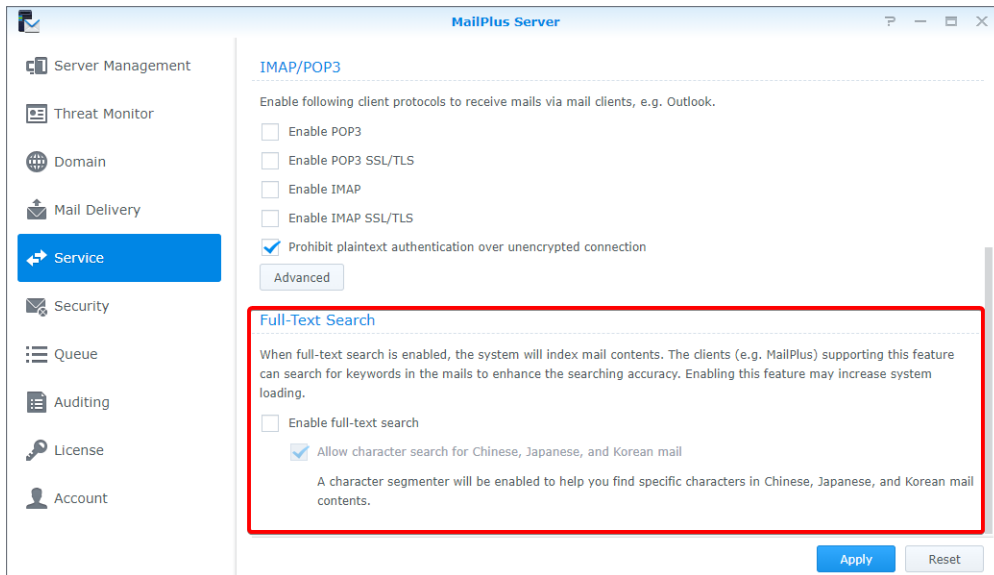 MailPlus Server
Server Management
Threat Monitor
Domain
Mail Delivery
Service
Security
Queue
Auditing
License
Account
IMAP/POP3
Enable following client protocols to receive mails via mail clients, e.g. Outlook.
Enable POP3
Enable POP3 SSL/TLS
Enable IMAP
Enable IMAP SSL/TLS
Prohibit plaintext authentication over unencrypted connection
Advanced
Full-Text Search
When full-text search is enabled, the system will index mail contents. The clients (e.g. MailPlus) supporting this feature
can search for keywords in the mails to enhance the searching accuracy. Enabling this feature may increase system
loading.
Enable full-text search
Allow character search for Chinese, Japanese, and Korean mail
A character segmenter will be enabled to help you find specific characters in Chinese, Japanese, and Korean mail
contents.
Apply
Reset